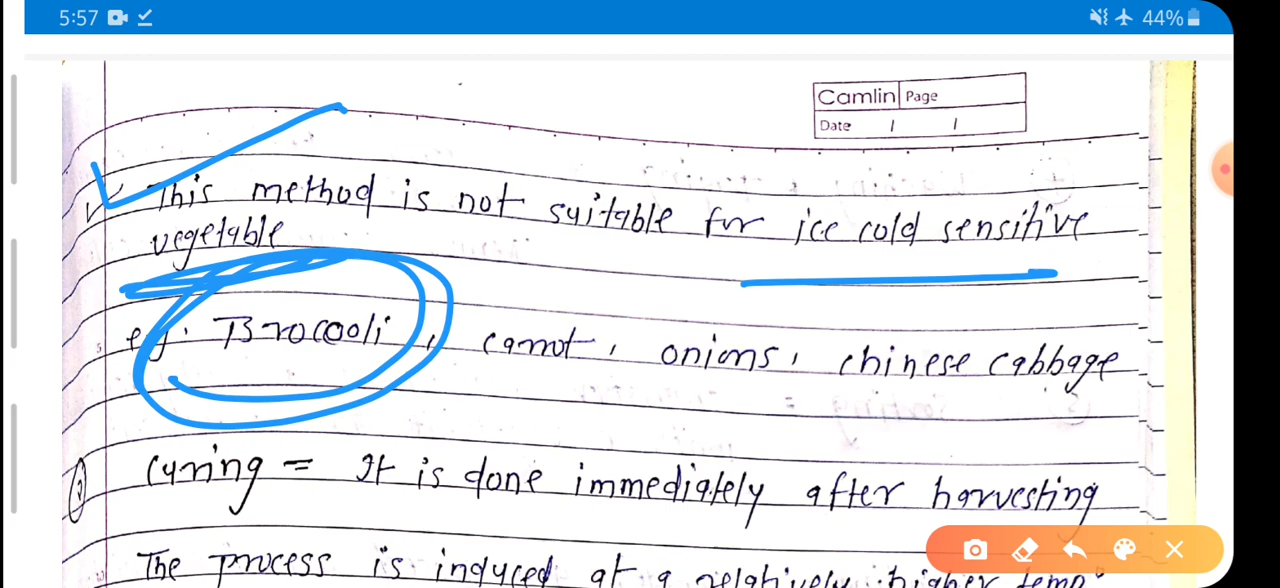 5:57 44%
Camlin Page
Date / /
This method is not suitable for ice cold sensitive
vegetable
eg. Broccoli, carrot, onions, chinese cabbage
Curing = It is done immediately after harvesting
The process is induced at a relatively higher temp.